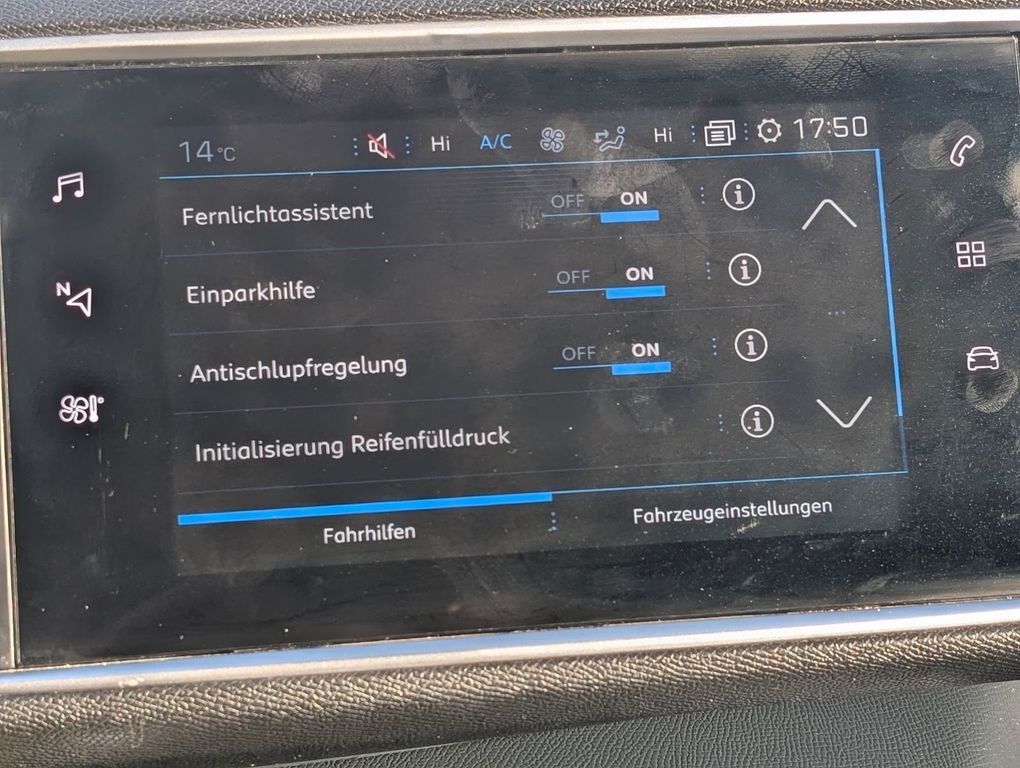 14°C Hi A/C Hi 17:50
Fernlichtassistent OFF ON i
N
Einparkhilfe OFF ON i
Antischlupfregelung OFF ON i
Initialisierung Reifenfülldruck i
Fahrhilfen Fahrzeugeinstellungen